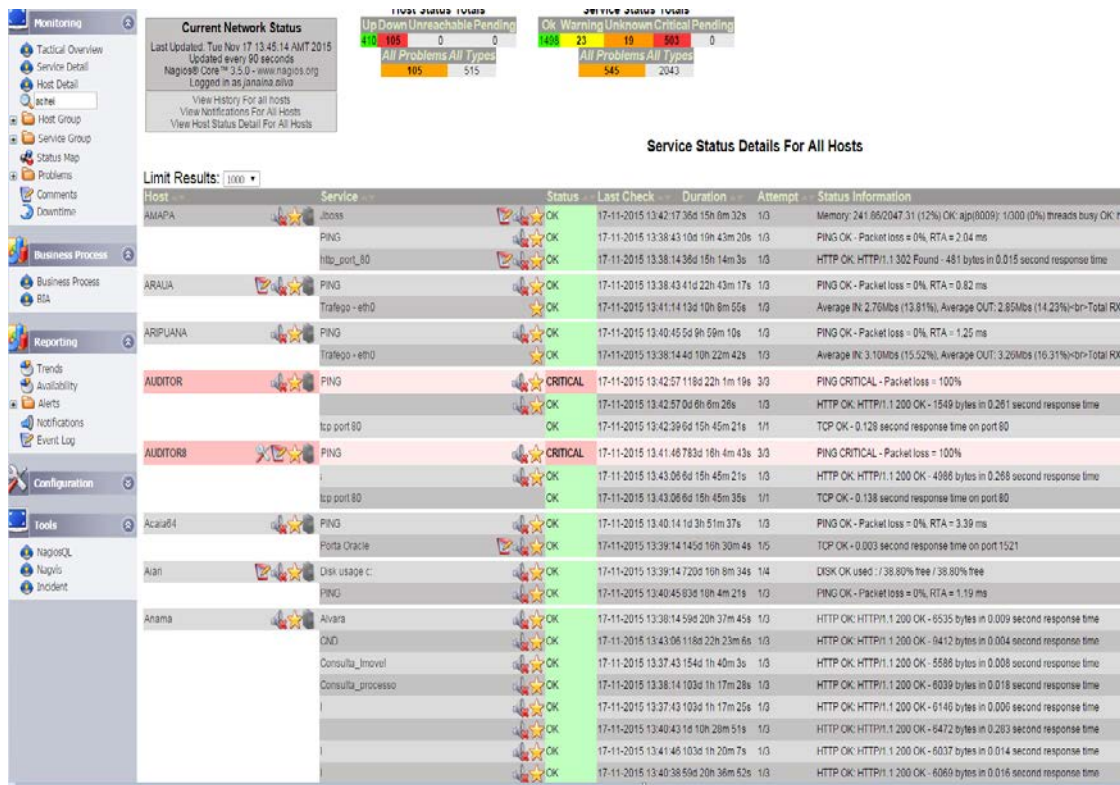 Monitoring
Tactical Overview
Service Detail
Host Detail
achei
Host Group
Service Group
Status Map
Problems
Comments
Downtime
Business Process
Business Process
BIA
Reporting
Trends
Availability
Alerts
Notifications
Event Log
Configuration
Tools
NagiosQL
Nagvis
Incident
Current Network Status
Last Updated: Tue Nov 17 13:45:14 AMT 2015
Updated every 90 seconds
Nagios® Core™ 3.5.0 - www.nagios.org
Logged in as janaina.silva
View History For all hosts
View Notifications For All Hosts
View Host Status Detail For All Hosts
Host Status Totals
Up Down Unreachable Pending
410 105 0 0
All Problems All Types
105 515
Service Status Totals
Ok Warning Unknown Critical Pending
1498 23 19 503 0
All Problems All Types
545 2043
Service Status Details For All Hosts
Limit Results: 1000
Host Service Status Last Check Duration Attempt Status Information
AMAPA Jboss OK 17-11-2015 13:42:17 36d 15h 8m 32s 1/3 Memory: 241.86/2047.31 (12%) OK: ajp(8009): 1/300 (0%) threads busy OK:
PING OK 17-11-2015 13:38:43 10d 19h 43m 20s 1/3 PING OK - Packet loss = 0%, RTA = 2.04 ms
http_port_80 OK 17-11-2015 13:38:14 36d 15h 14m 3s 1/3 HTTP OK: HTTP/1.1 302 Found - 481 bytes in 0.015 second response time
ARAUA PING OK 17-11-2015 13:38:43 41d 22h 43m 17s 1/3 PING OK - Packet loss = 0%, RTA = 0.82 ms
Trafego - eth0 OK 17-11-2015 13:41:14 13d 10h 8m 55s 1/3 Average IN: 2.76Mbs (13.81%), Average OUT: 2.85Mbs (14.23%)<br>Total RX
ARIPUANA PING OK 17-11-2015 13:40:45 5d 9h 59m 10s 1/3 PING OK - Packet loss = 0%, RTA = 1.25 ms
Trafego - eth0 OK 17-11-2015 13:38:14 4d 10h 22m 42s 1/3 Average IN: 3.10Mbs (15.52%), Average OUT: 3.26Mbs (16.31%)<br>Total RX
AUDITOR PING CRITICAL 17-11-2015 13:42:57 118d 22h 1m 19s 3/3 PING CRITICAL - Packet loss = 100%
OK 17-11-2015 13:42:57 0d 6h 6m 26s 1/3 HTTP OK: HTTP/1.1 200 OK - 1549 bytes in 0.261 second response time
tcp port 80 OK 17-11-2015 13:42:39 6d 15h 45m 21s 1/1 TCP OK - 0.128 second response time on port 80
AUDITOR8 PING CRITICAL 17-11-2015 13:41:46 783d 16h 4m 43s 3/3 PING CRITICAL - Packet loss = 100%
OK 17-11-2015 13:43:06 6d 15h 45m 21s 1/3 HTTP OK: HTTP/1.1 200 OK - 4986 bytes in 0.268 second response time
tcp port 80 OK 17-11-2015 13:43:06 6d 15h 45m 35s 1/1 TCP OK - 0.138 second response time on port 80
Acaia64 PING OK 17-11-2015 13:40:14 1d 3h 51m 37s 1/3 PING OK - Packet loss = 0%, RTA = 3.39 ms
Porta Oracle OK 17-11-2015 13:39:14 145d 16h 30m 4s 1/5 TCP OK - 0.003 second response time on port 1521
Aiari Disk usage c: OK 17-11-2015 13:39:14 720d 16h 8m 34s 1/4 DISK OK used : / 38.80% free / 38.80% free
PING OK 17-11-2015 13:40:45 83d 18h 4m 21s 1/3 PING OK - Packet loss = 0%, RTA = 1.19 ms
Anama Alvara OK 17-11-2015 13:38:14 59d 20h 37m 45s 1/3 HTTP OK: HTTP/1.1 200 OK - 6535 bytes in 0.009 second response time
CND OK 17-11-2015 13:43:06 118d 22h 23m 6s 1/3 HTTP OK: HTTP/1.1 200 OK - 9412 bytes in 0.004 second response time
Consulta_Imovel OK 17-11-2015 13:37:43 154d 1h 40m 3s 1/3 HTTP OK: HTTP/1.1 200 OK - 5586 bytes in 0.008 second response time
Consulta_processo OK 17-11-2015 13:38:14 103d 1h 17m 28s 1/3 HTTP OK: HTTP/1.1 200 OK - 6039 bytes in 0.018 second response time
OK 17-11-2015 13:37:43 103d 1h 17m 25s 1/3 HTTP OK: HTTP/1.1 200 OK - 6146 bytes in 0.006 second response time
OK 17-11-2015 13:40:43 1d 10h 28m 51s 1/3 HTTP OK: HTTP/1.1 200 OK - 6472 bytes in 0.203 second response time
OK 17-11-2015 13:41:46 103d 1h 20m 7s 1/3 HTTP OK: HTTP/1.1 200 OK - 6037 bytes in 0.014 second response time
OK 17-11-2015 13:40:38 59d 20h 36m 52s 1/3 HTTP OK: HTTP/1.1 200 OK - 6069 bytes in 0.016 second response time